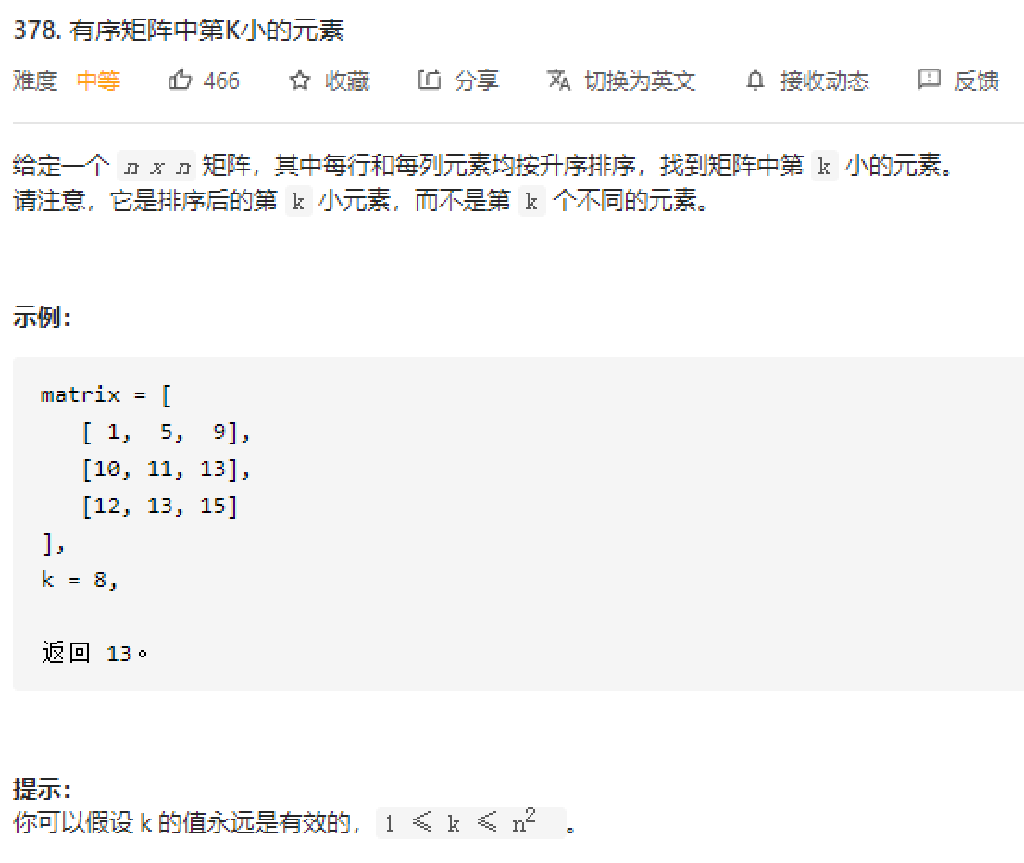 378. 有序矩阵中第K小的元素
难度 中等 466 收藏 分享 切换为英文 接收动态 反馈
给定一个 n x n 矩阵，其中每行和每列元素均按升序排序，找到矩阵中第 k 小的元素。
请注意，它是排序后的第 k 小元素，而不是第 k 个不同的元素。
示例：
matrix = [
[ 1, 5, 9],
[10, 11, 13],
[12, 13, 15]
],
k = 8,
返回 13。
提示：
你可以假设 k 的值永远是有效的，1 ≤ k ≤ n²。